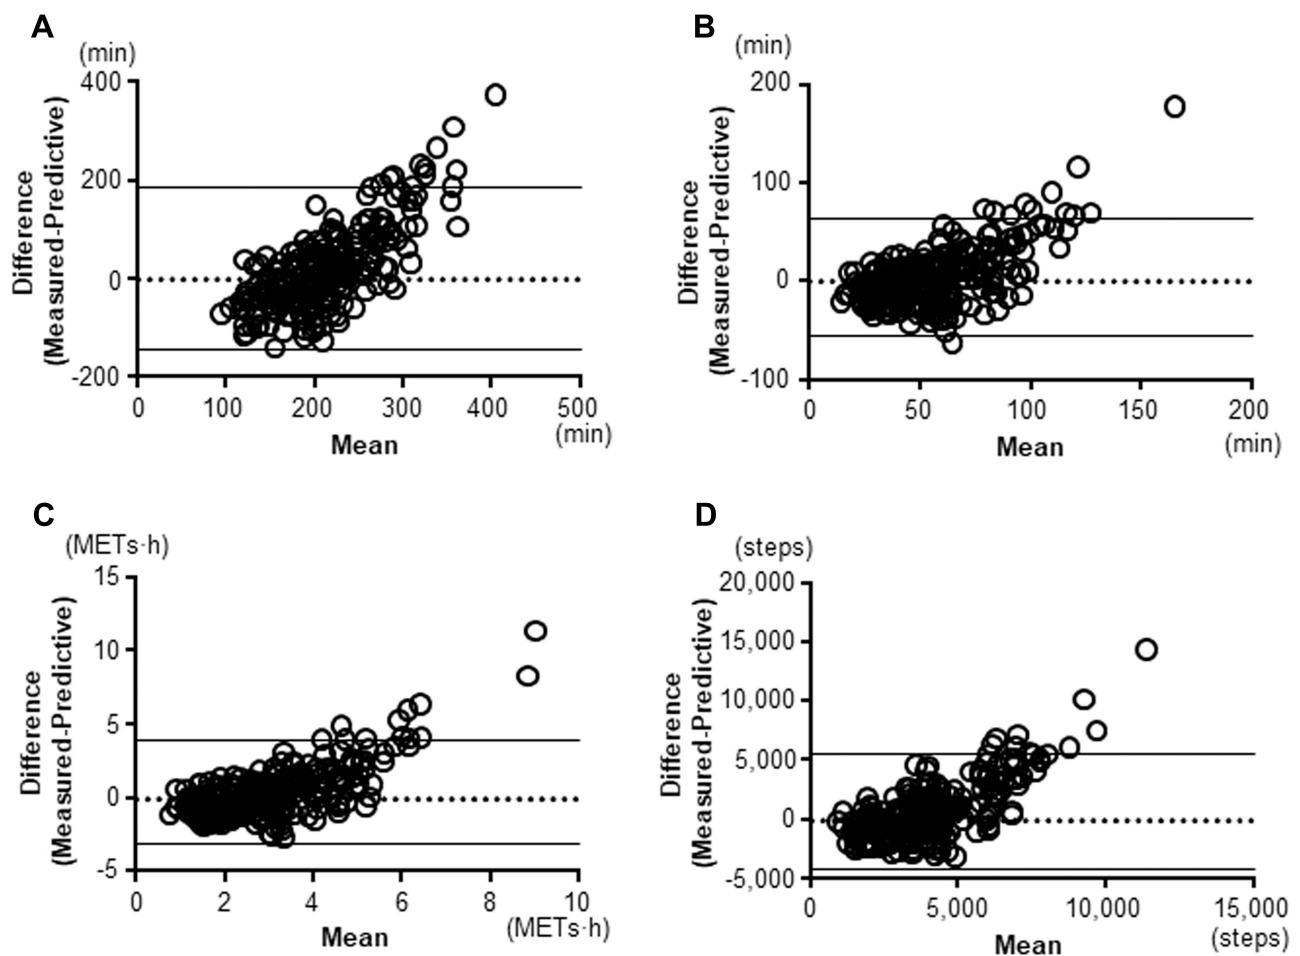 A
(min)
Difference
(Measured-Predictive)
400
200
0
-200
0 100 200 300 400 500
(min)
Mean
B
(min)
Difference
(Measured-Predictive)
200
100
0
-100
0 50 100 150 200
(min)
Mean
C
(METs·h)
Difference
(Measured-Predictive)
15
10
5
0
-5
0 2 4 6 8 10
(METs·h)
Mean
D
(steps)
Difference
(Measured-Predictive)
20,000
15,000
10,000
5,000
0
-5,000
0 5,000 10,000 15,000
(steps)
Mean